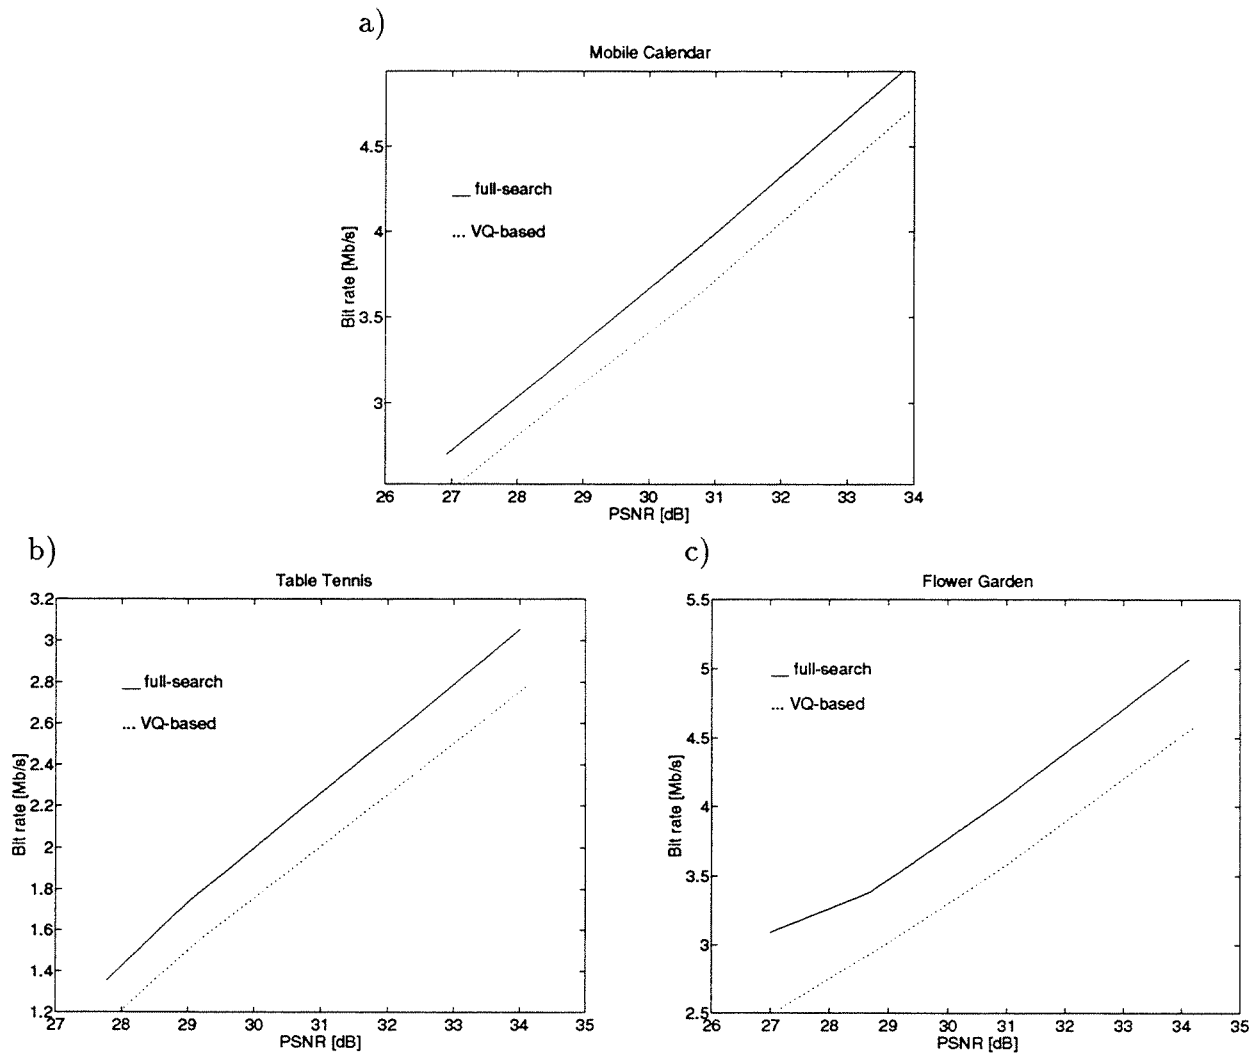 a)
Mobile Calendar
4.5
4
3.5
3
Bit rate [Mb/s]
__ full-search
... VQ-based
26 27 28 29 30 31 32 33 34
PSNR [dB]
b)
Table Tennis
3.2
3
2.8
2.6
2.4
2.2
2
1.8
1.6
1.4
1.2
Bit rate [Mb/s]
__ full-search
... VQ-based
27 28 29 30 31 32 33 34 35
PSNR [dB]
c)
Flower Garden
5.5
5
4.5
4
3.5
3
2.5
Bit rate [Mb/s]
__ full-search
... VQ-based
26 27 28 29 30 31 32 33 34 35
PSNR [dB]